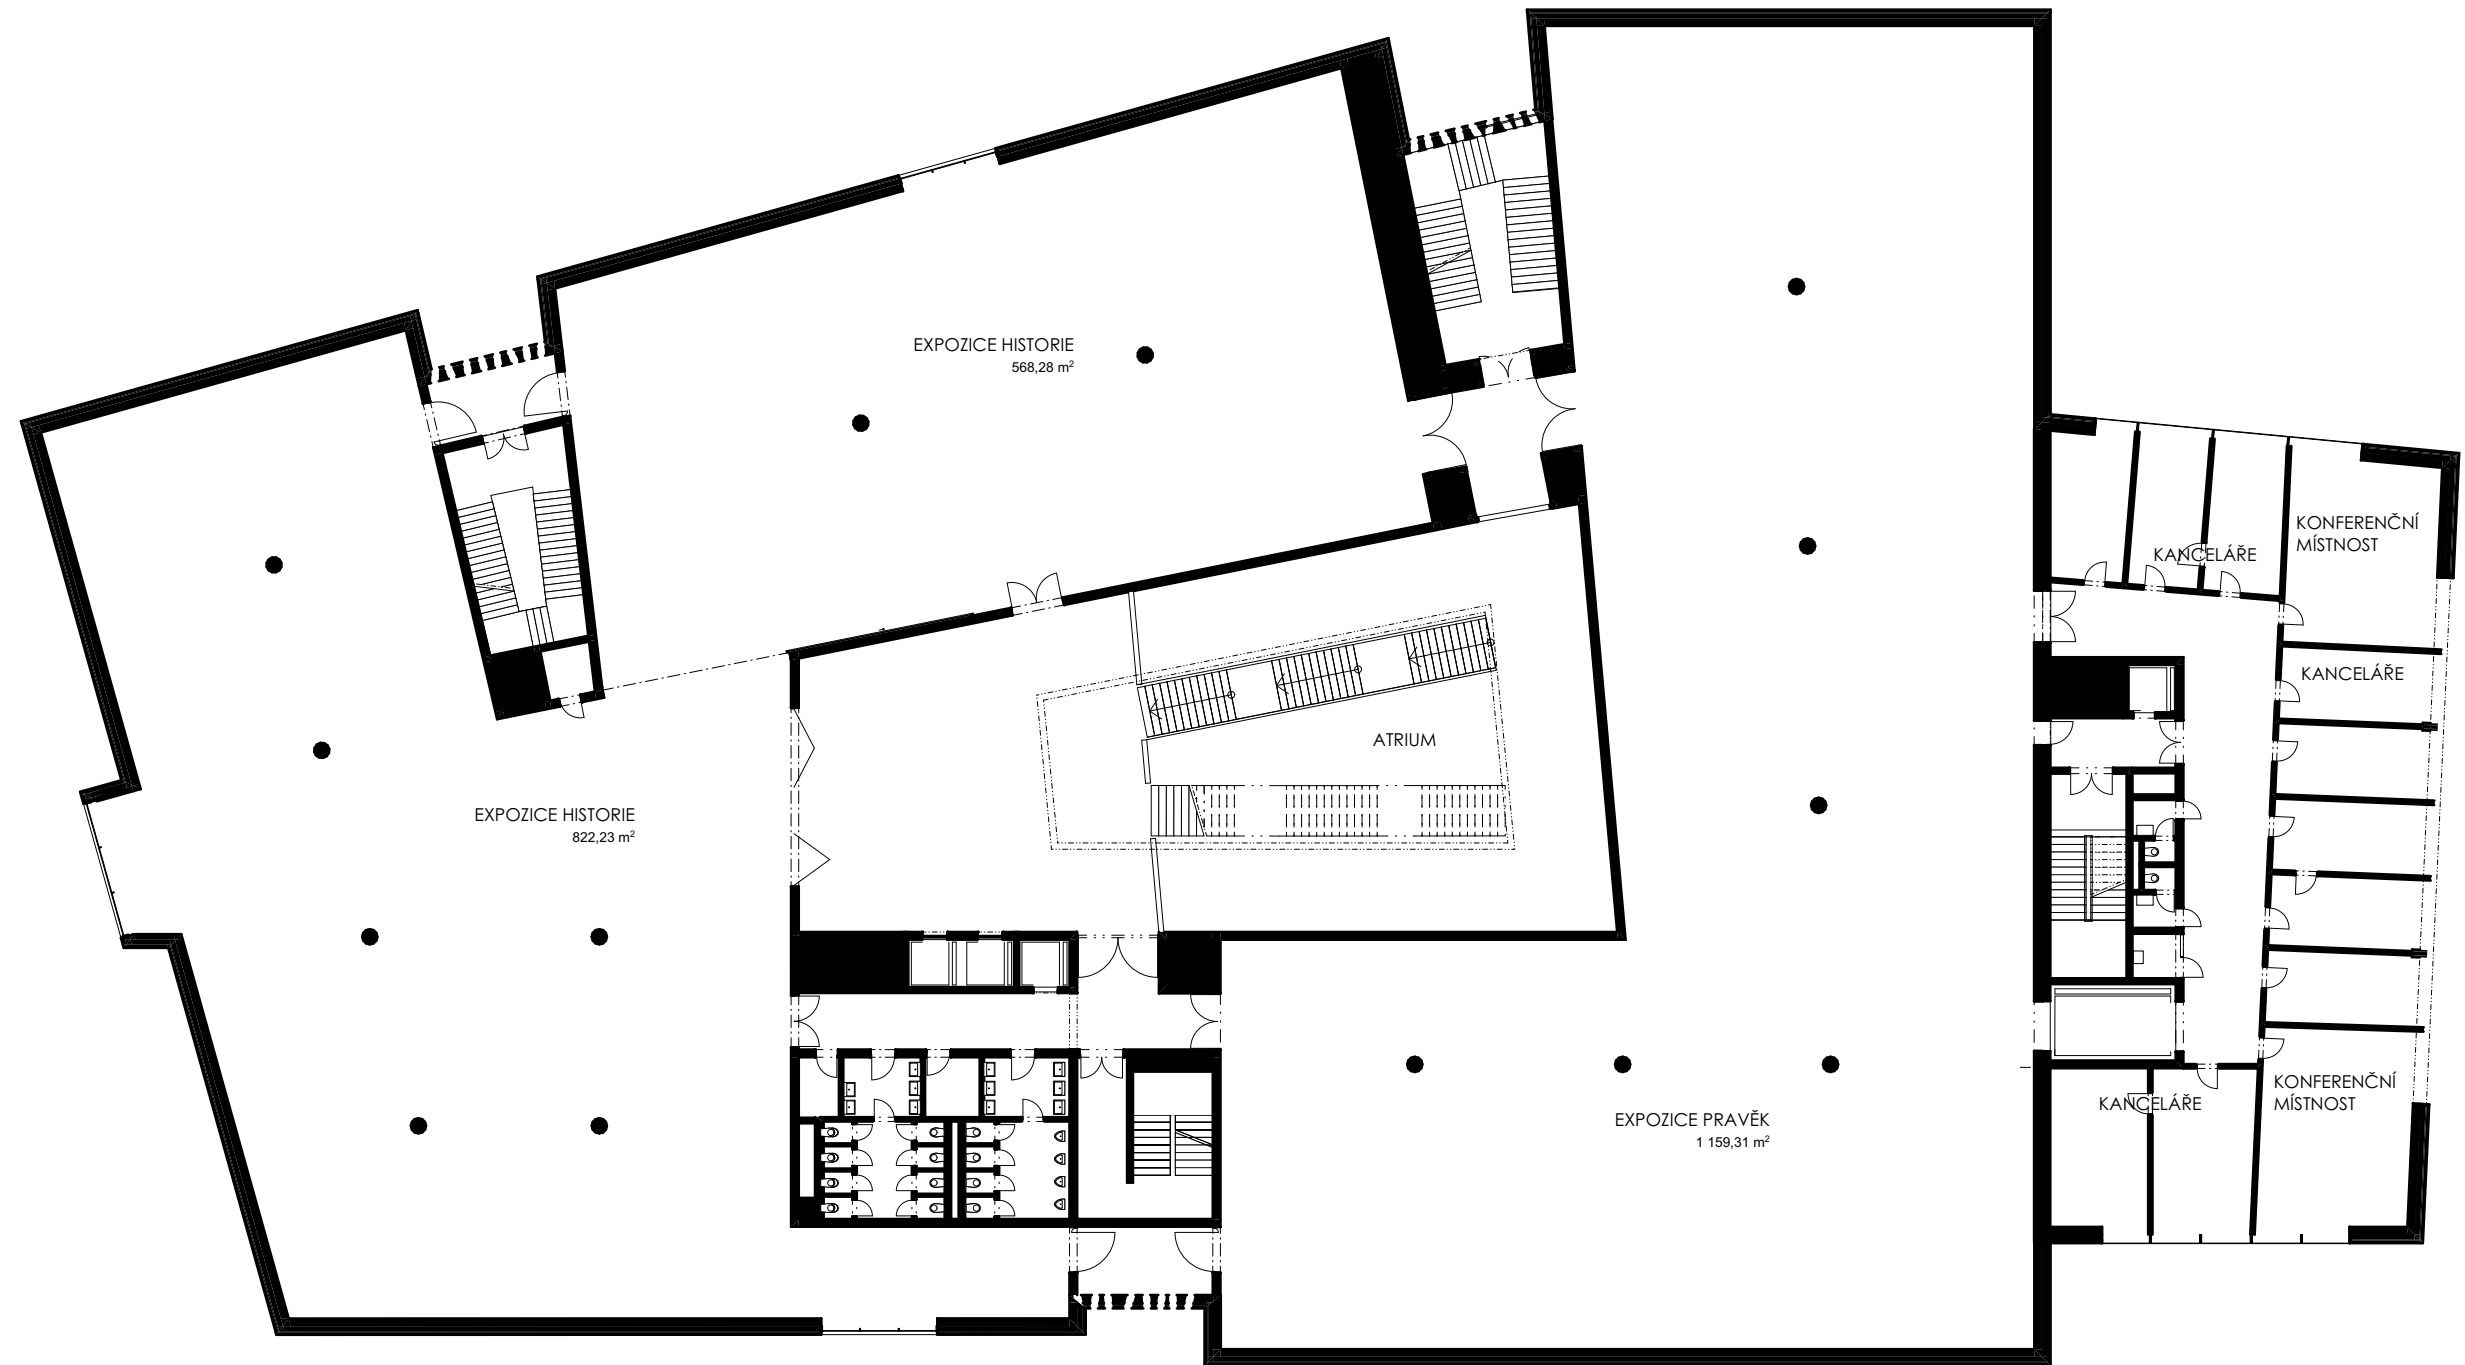 EXPOZICE HISTORIE
568,28 m²
KONFERENČNÍ
MÍSTNOST
KANCELÁŘE
KANCELÁŘE
ATRIUM
EXPOZICE HISTORIE
822,23 m²
KONFERENČNÍ
MÍSTNOST
KANCELÁŘE
EXPOZICE PRAVĚK
1 159,31 m²